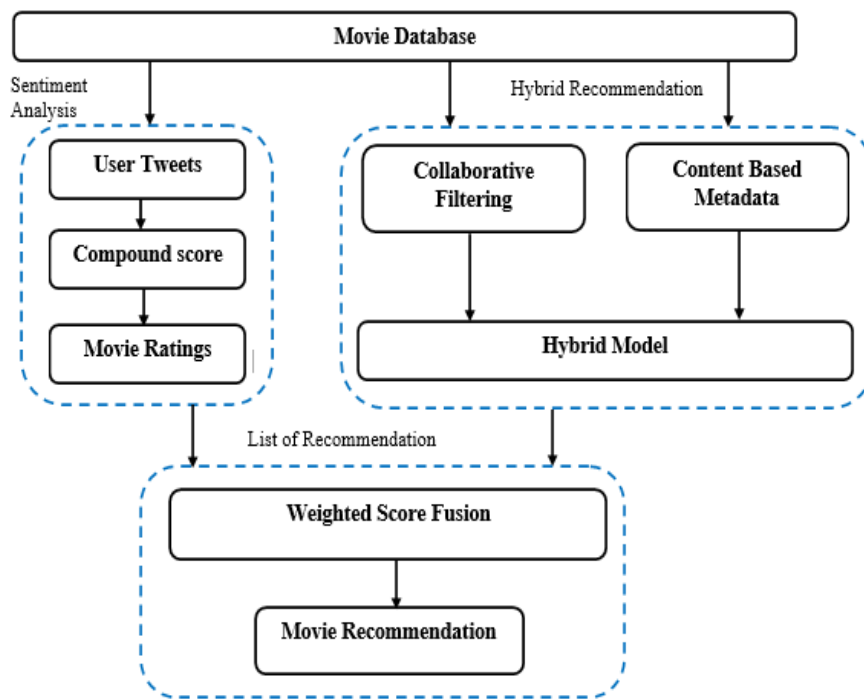 Movie Database
Sentiment
Analysis
Hybrid Recommendation
User Tweets
Compound score
Movie Ratings
Collaborative
Filtering
Content Based
Metadata
Hybrid Model
List of Recommendation
Weighted Score Fusion
Movie Recommendation